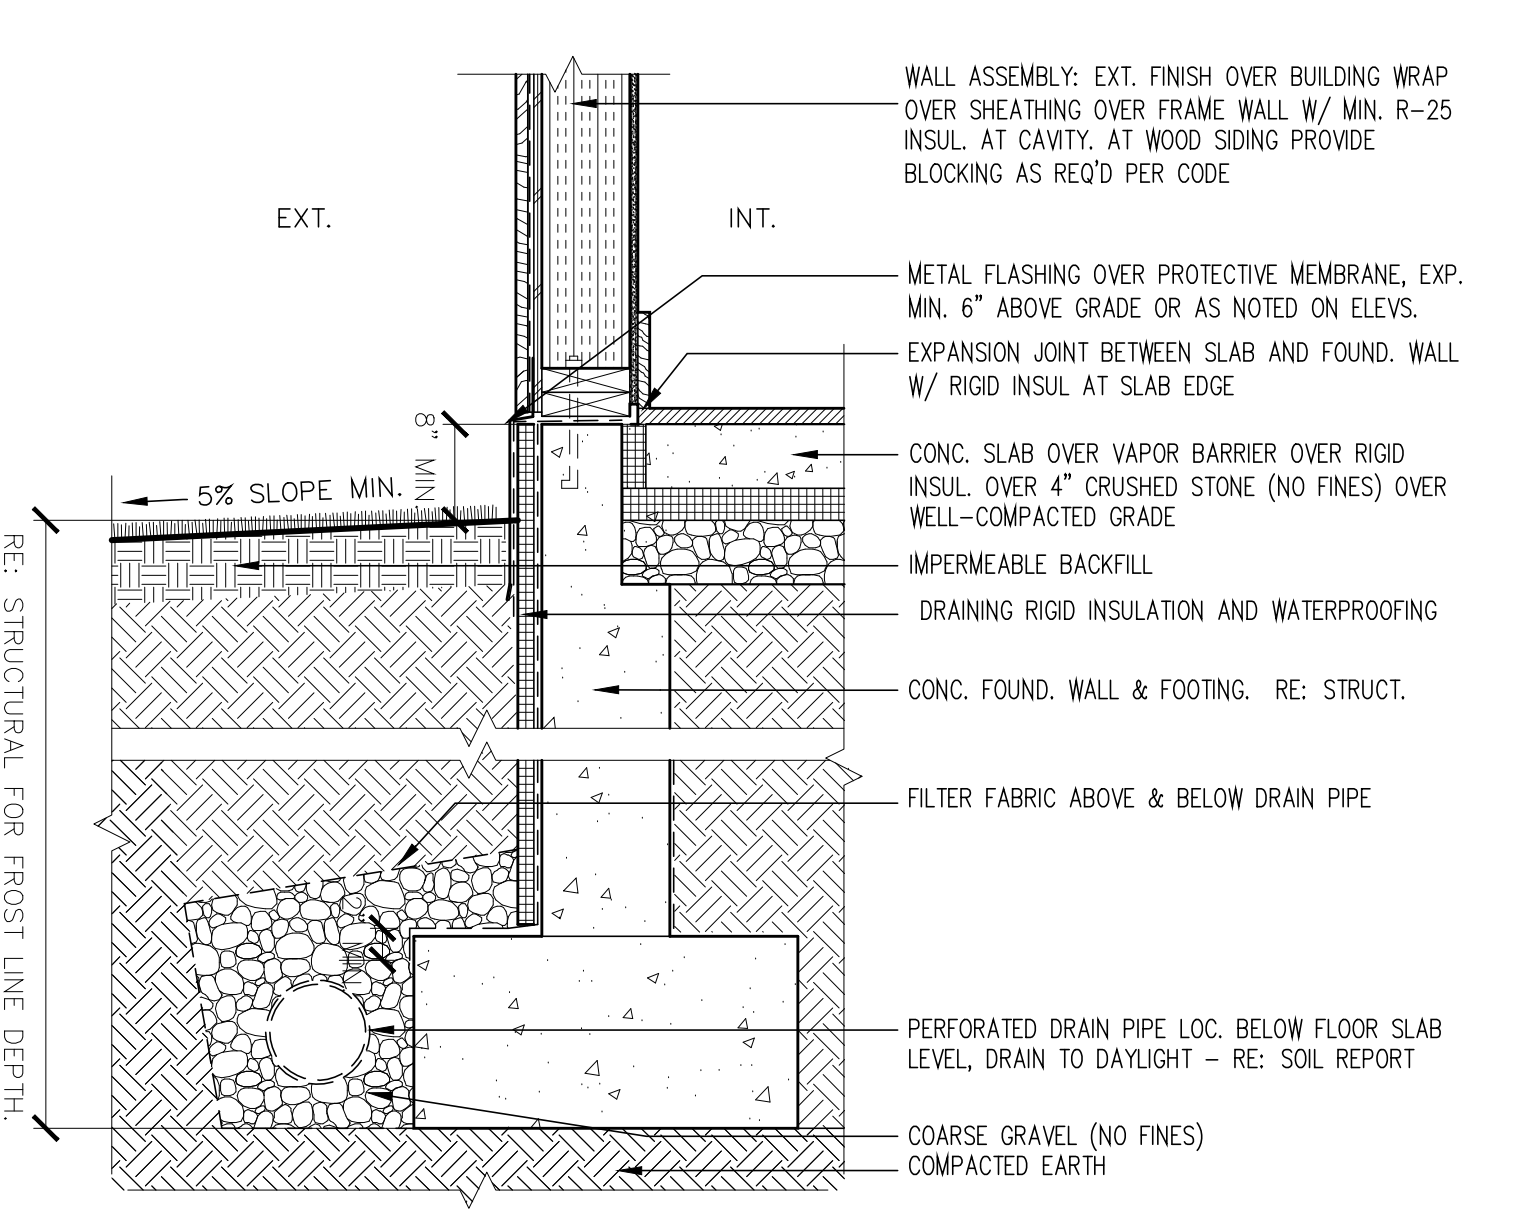 WALL ASSEMBLY: EXT. FINISH OVER BUILDING WRAP
OVER SHEATHING OVER FRAME WALL W/ MIN. R-25
INSUL. AT CAVITY. AT WOOD SIDING PROVIDE
BLOCKING AS REQ'D PER CODE
EXT.
INT.
METAL FLASHING OVER PROTECTIVE MEMBRANE, EXP.
MIN. 6" ABOVE GRADE OR AS NOTED ON ELEVS.
EXPANSION JOINT BETWEEN SLAB AND FOUND. WALL
W/ RIGID INSUL AT SLAB EDGE
8" MIN.
5% SLOPE MIN.
CONC. SLAB OVER VAPOR BARRIER OVER RIGID
INSUL. OVER 4" CRUSHED STONE (NO FINES) OVER
WELL-COMPACTED GRADE
IMPERMEABLE BACKFILL
DRAINING RIGID INSULATION AND WATERPROOFING
CONC. FOUND. WALL & FOOTING. RE: STRUCT.
RE: STRUCTURAL FOR FROST LINE DEPTH.
FILTER FABRIC ABOVE & BELOW DRAIN PIPE
2" MIN.
PERFORATED DRAIN PIPE LOC. BELOW FLOOR SLAB
LEVEL, DRAIN TO DAYLIGHT - RE: SOIL REPORT
COARSE GRAVEL (NO FINES)
COMPACTED EARTH